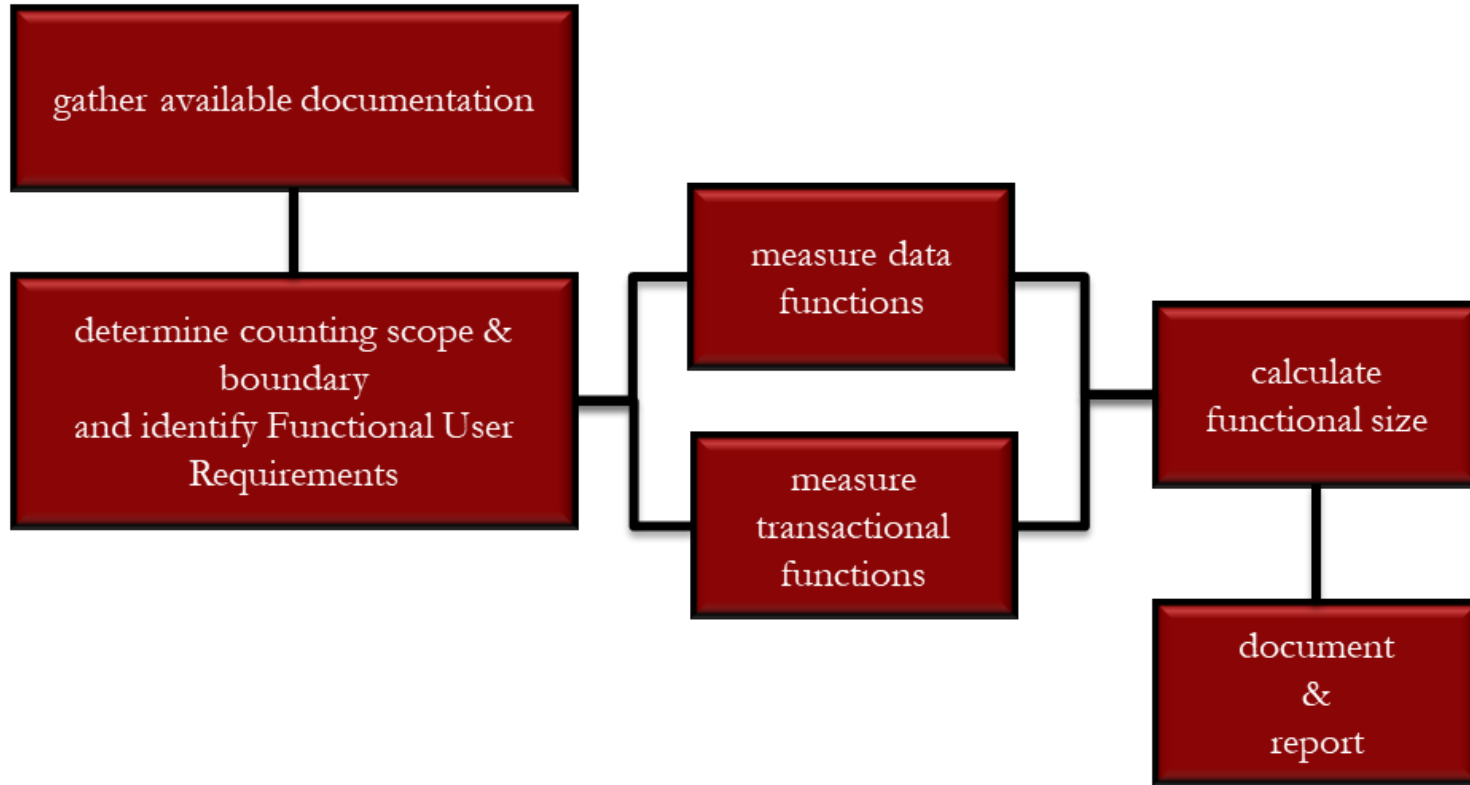 gather available documentation
determine counting scope &
boundary
and identify Functional User
Requirements
measure data
functions
measure
transactional
functions
calculate
functional size
document
&
report